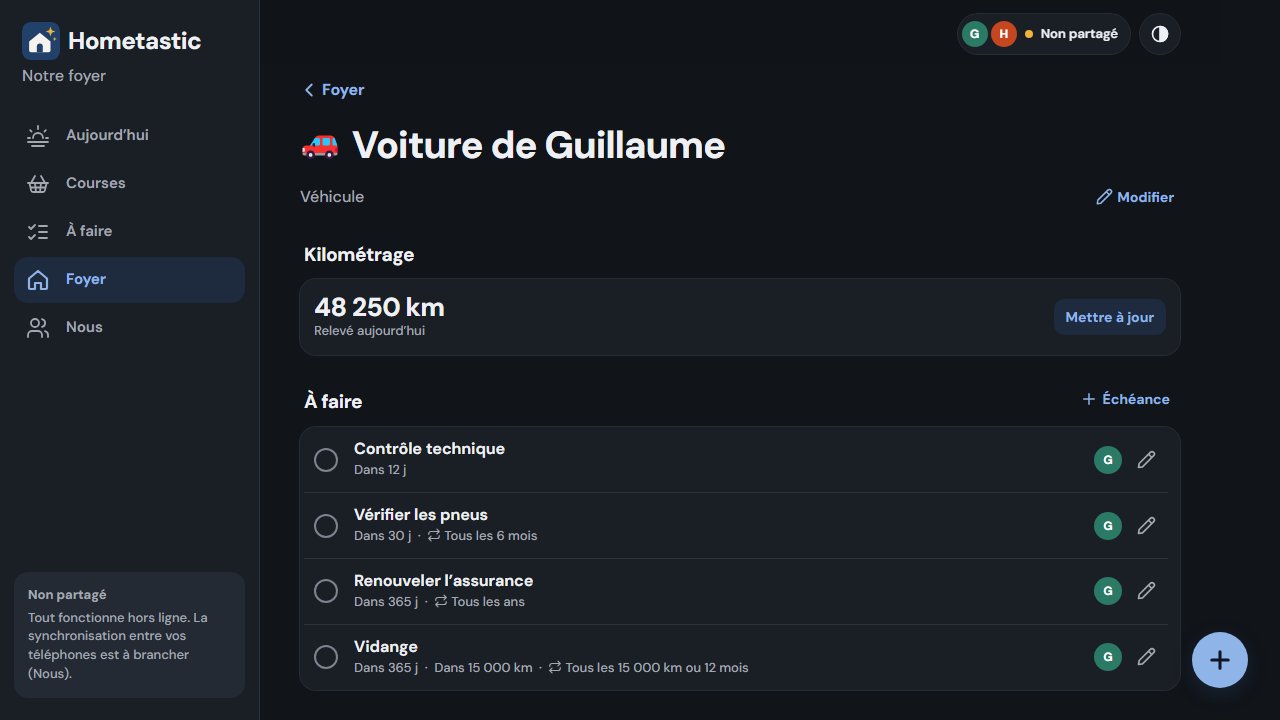 Hometastic
Notre foyer
Aujourd’hui
Courses
À faire
Foyer
Nous
Non partagé
Tout fonctionne hors ligne. La
synchronisation entre vos
téléphones est à brancher
(Nous).
G H Non partagé
Foyer
Voiture de Guillaume
Véhicule
Modifier
Kilométrage
48 250 km
Relevé aujourd’hui
Mettre à jour
À faire
Échéance
Contrôle technique
Dans 12 j
G
Vérifier les pneus
Dans 30 j · Tous les 6 mois
G
Renouveler l’assurance
Dans 365 j · Tous les ans
G
Vidange
Dans 365 j · Dans 15 000 km · Tous les 15 000 km ou 12 mois
G